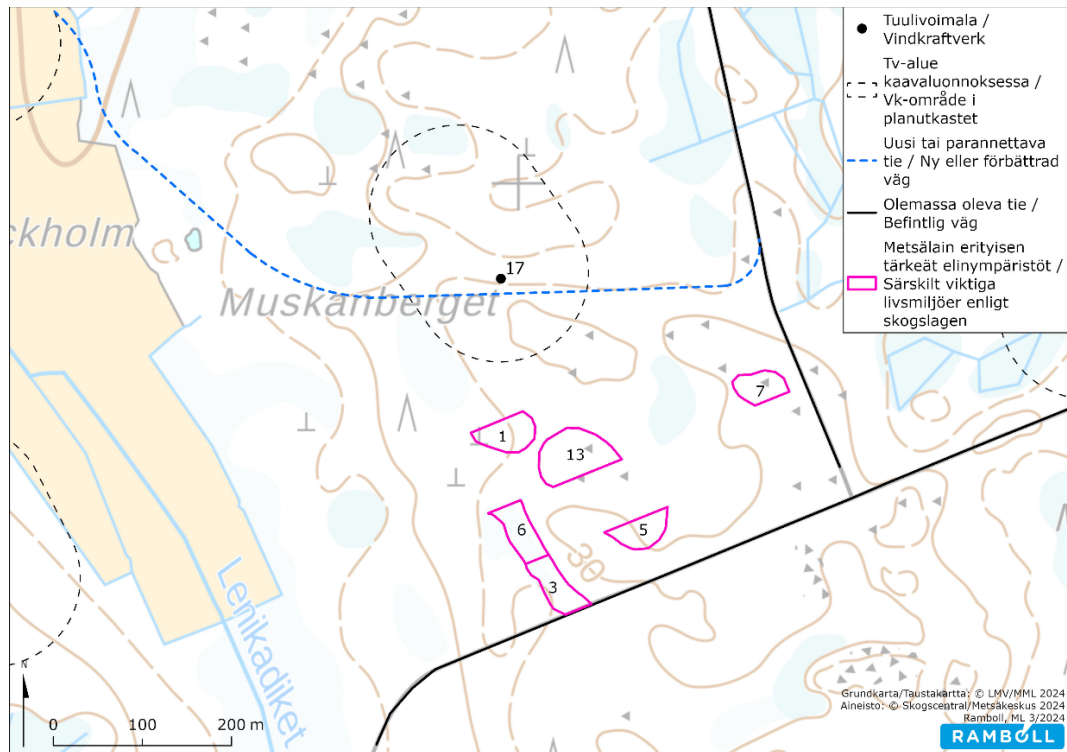 Tuulivoimala /
Vindkraftverk
Tv-alue
kaavaluonnoksessa /
Vk-område i
planutkastet
Uusi tai parannettava
tie / Ny eller förbättrad
väg
Olemassa oleva tie /
Befintlig väg
Metsälain erityisen
tärkeät elinympäristöt /
Särskilt viktiga
livsmiljöer enligt
skogslagen
ckholm
17
Muskanberget
7
1
13
6
5
30
3
Lenikadiket
N
0 100 200 m
Grundkarta/Taustakartta: © LMV/MML 2024
Aineisto: © Skogscentral/Metsäkeskus 2024
Ramboll, ML 3/2024
RAMBOLL